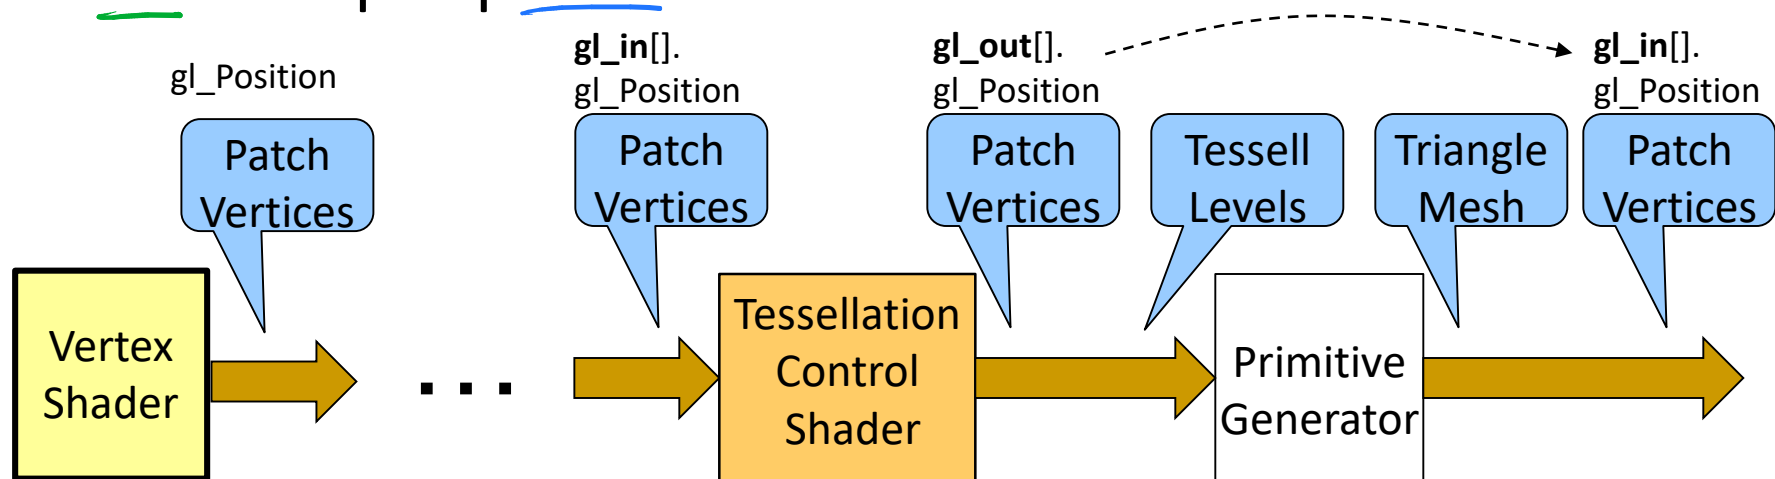 gl_Position
gl_in[].
gl_Position
gl_out[].
gl_Position
gl_in[].
gl_Position
Patch
Vertices
Patch
Vertices
Patch
Vertices
Tessell
Levels
Triangle
Mesh
Patch
Vertices
Vertex
Shader
...
Tessellation
Control
Shader
Primitive
Generator